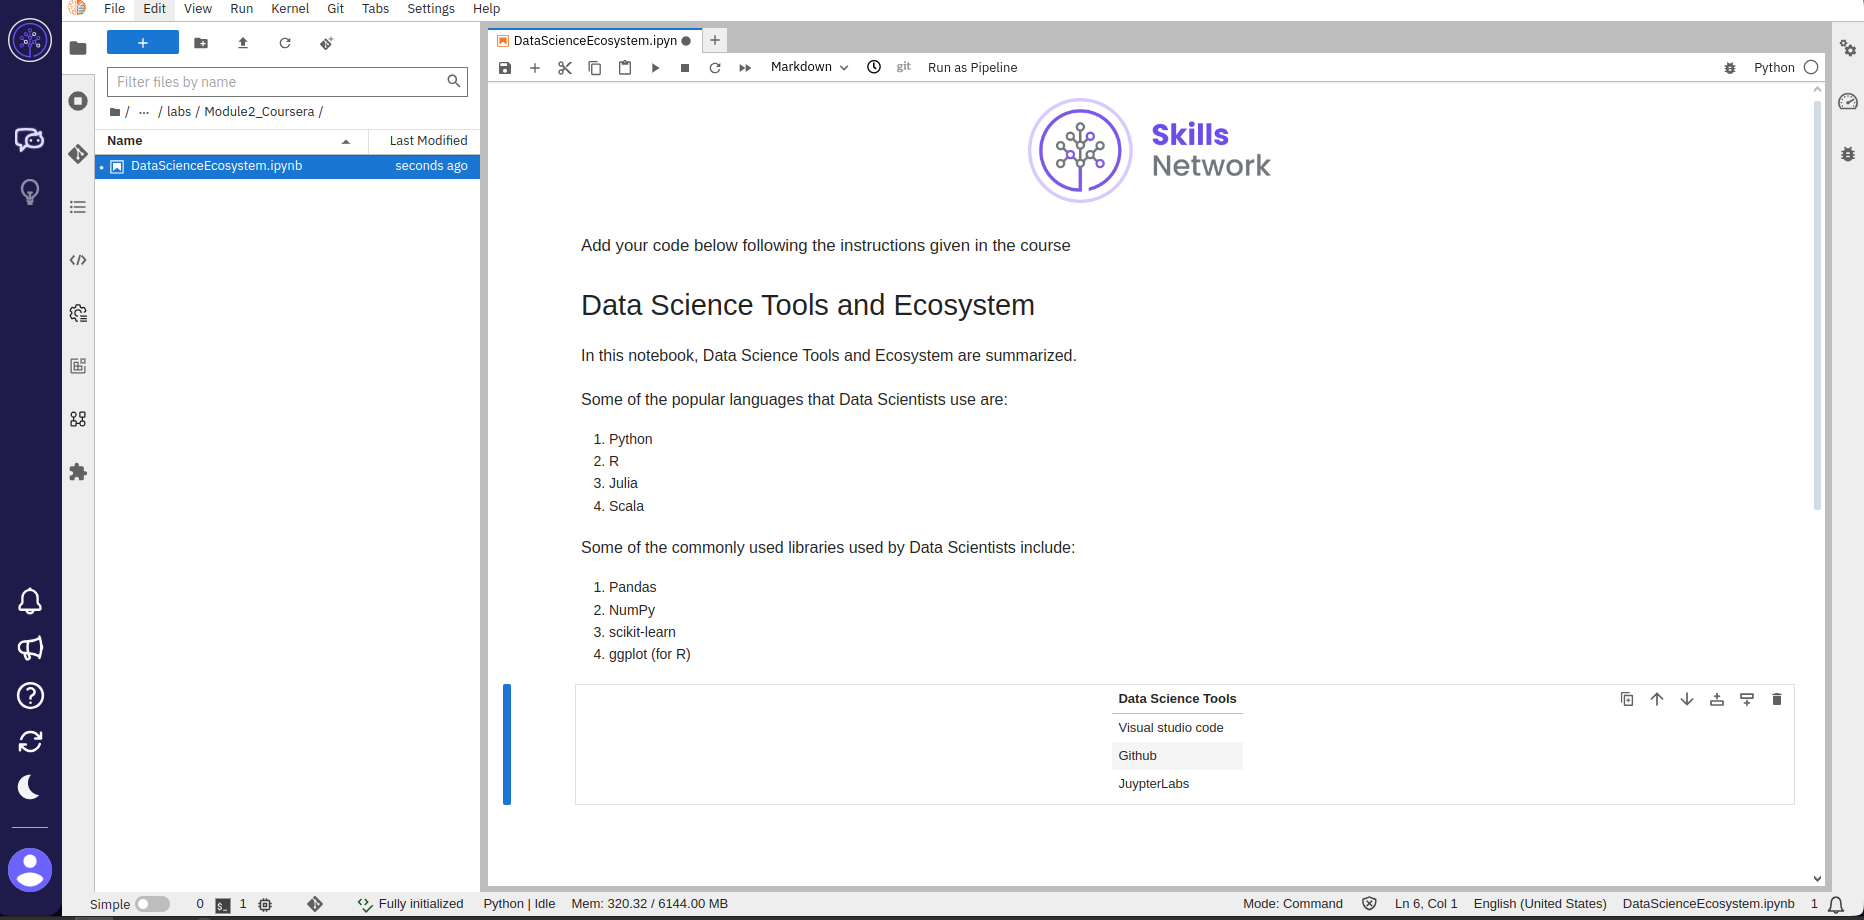 File Edit View Run Kernel Git Tabs Settings Help
DataScienceEcosystem.ipyn
Filter files by name
Markdown
git
Run as Pipeline
Python
/ ... / labs / Module2_Coursera /
Name Last Modified
DataScienceEcosystem.ipynb seconds ago
Skills
Network
Add your code below following the instructions given in the course
Data Science Tools and Ecosystem
In this notebook, Data Science Tools and Ecosystem are summarized.
Some of the popular languages that Data Scientists use are:
1. Python
2. R
3. Julia
4. Scala
Some of the commonly used libraries used by Data Scientists include:
1. Pandas
2. NumPy
3. scikit-learn
4. ggplot (for R)
Data Science Tools
Visual studio code
Github
JuypterLabs
Simple 0 $_ 1 Fully initialized Python | Idle Mem: 320.32 / 6144.00 MB Mode: Command Ln 6, Col 1 English (United States) DataScienceEcosystem.ipynb 1